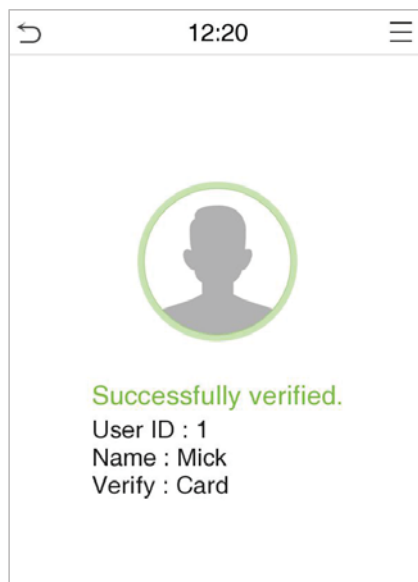 12:20
Successfully verified.
User ID : 1
Name : Mick
Verify : Card